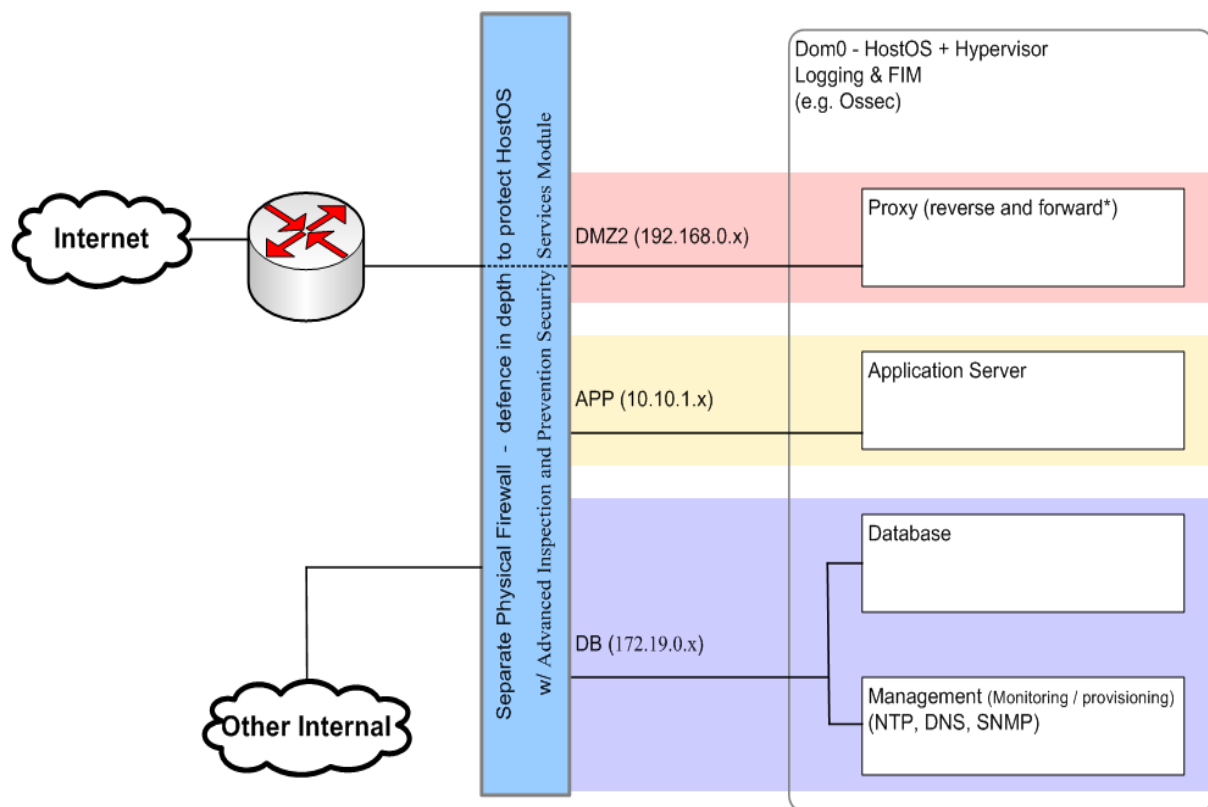 Dom0 - HostOS + Hypervisor
Logging & FIM
(e.g. Ossec)
Internet
Separate Physical Firewall - defence in depth to protect HostOS
w/ Advanced Inspection and Prevention Security Services Module
DMZ2 (192.168.0.x)
Proxy (reverse and forward*)
APP (10.10.1.x)
Application Server
Database
DB (172.19.0.x)
Management (Monitoring / provisioning)
(NTP, DNS, SNMP)
Other Internal